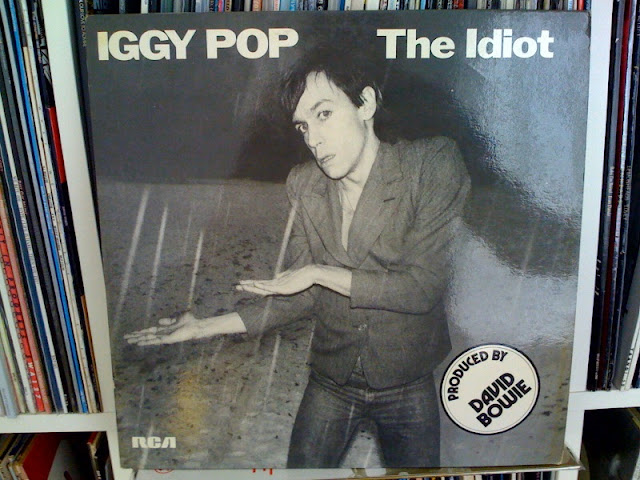 IGGY POP
The Idiot
PRODUCED BY
DAVID
BOWIE
RCA